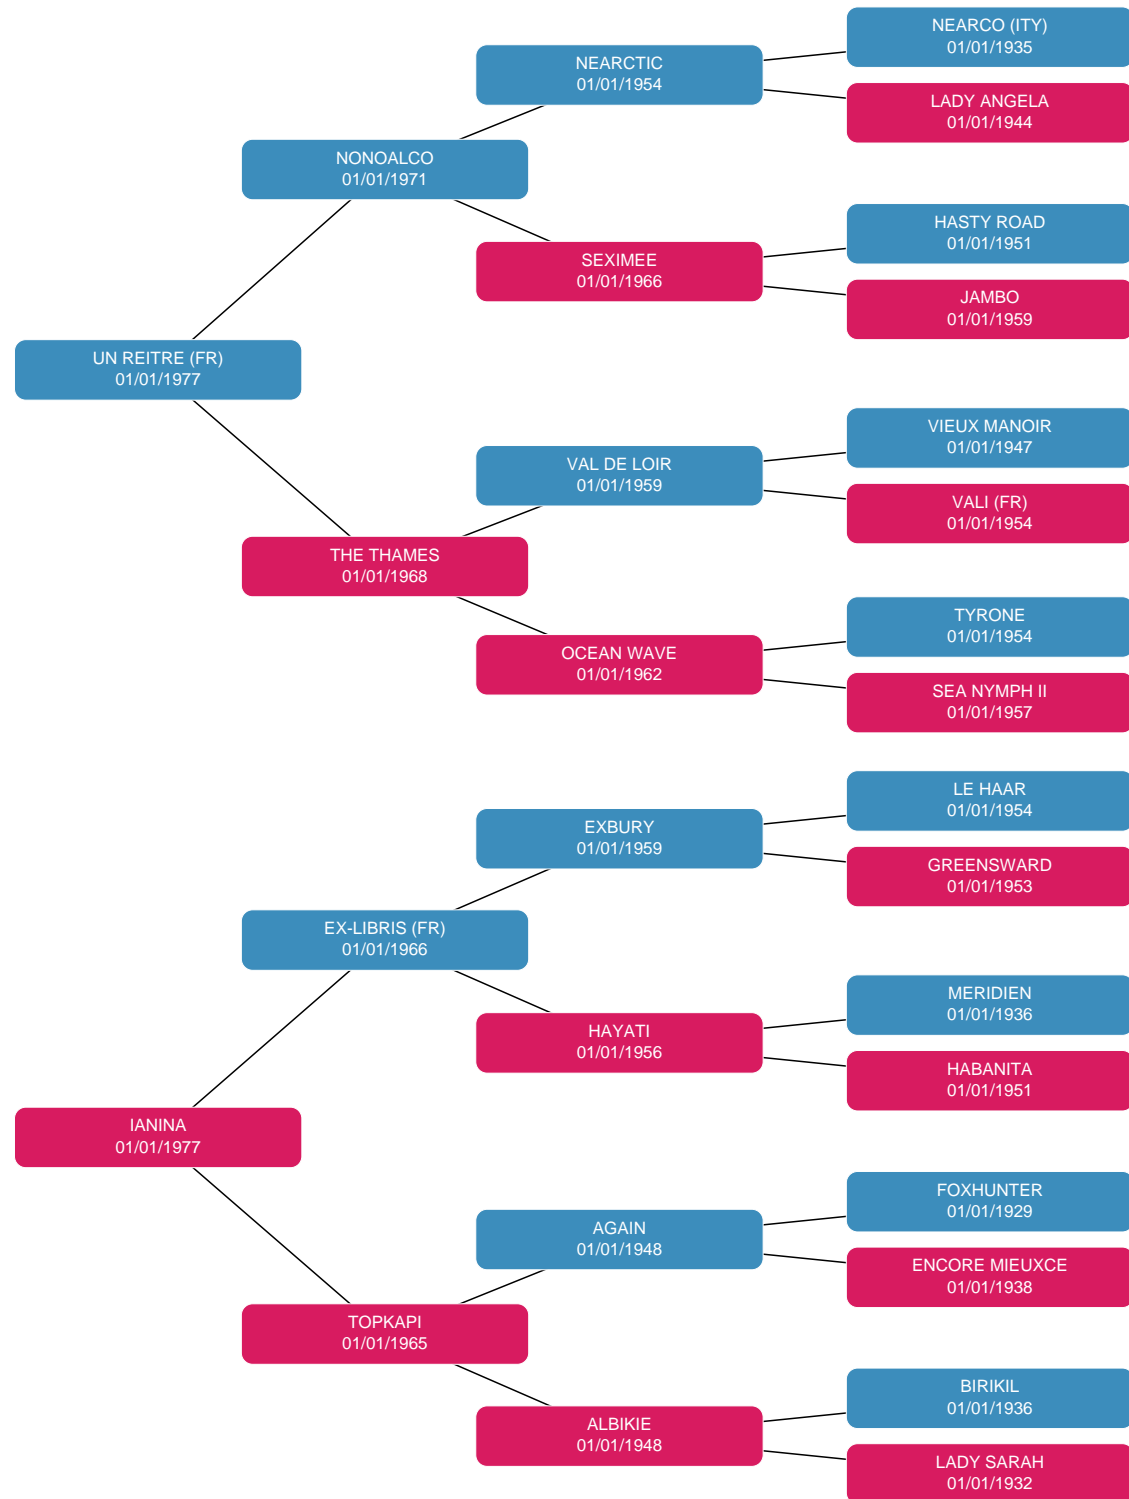 NEARCO (ITY)
01/01/1935
NEARCTIC
01/01/1954
LADY ANGELA
01/01/1944
NONOALCO
01/01/1971
HASTY ROAD
01/01/1951
SEXIMEE
01/01/1966
JAMBO
01/01/1959
UN REITRE (FR)
01/01/1977
VIEUX MANOIR
01/01/1947
VAL DE LOIR
01/01/1959
VALI (FR)
01/01/1954
THE THAMES
01/01/1968
TYRONE
01/01/1954
OCEAN WAVE
01/01/1962
SEA NYMPH II
01/01/1957
LE HAAR
01/01/1954
EXBURY
01/01/1959
GREENSWARD
01/01/1953
EX-LIBRIS (FR)
01/01/1966
MERIDIEN
01/01/1936
HAYATI
01/01/1956
HABANITA
01/01/1951
IANINA
01/01/1977
FOXHUNTER
01/01/1929
AGAIN
01/01/1948
ENCORE MIEUXCE
01/01/1938
TOPKAPI
01/01/1965
BIRIKIL
01/01/1936
ALBIKIE
01/01/1948
LADY SARAH
01/01/1932